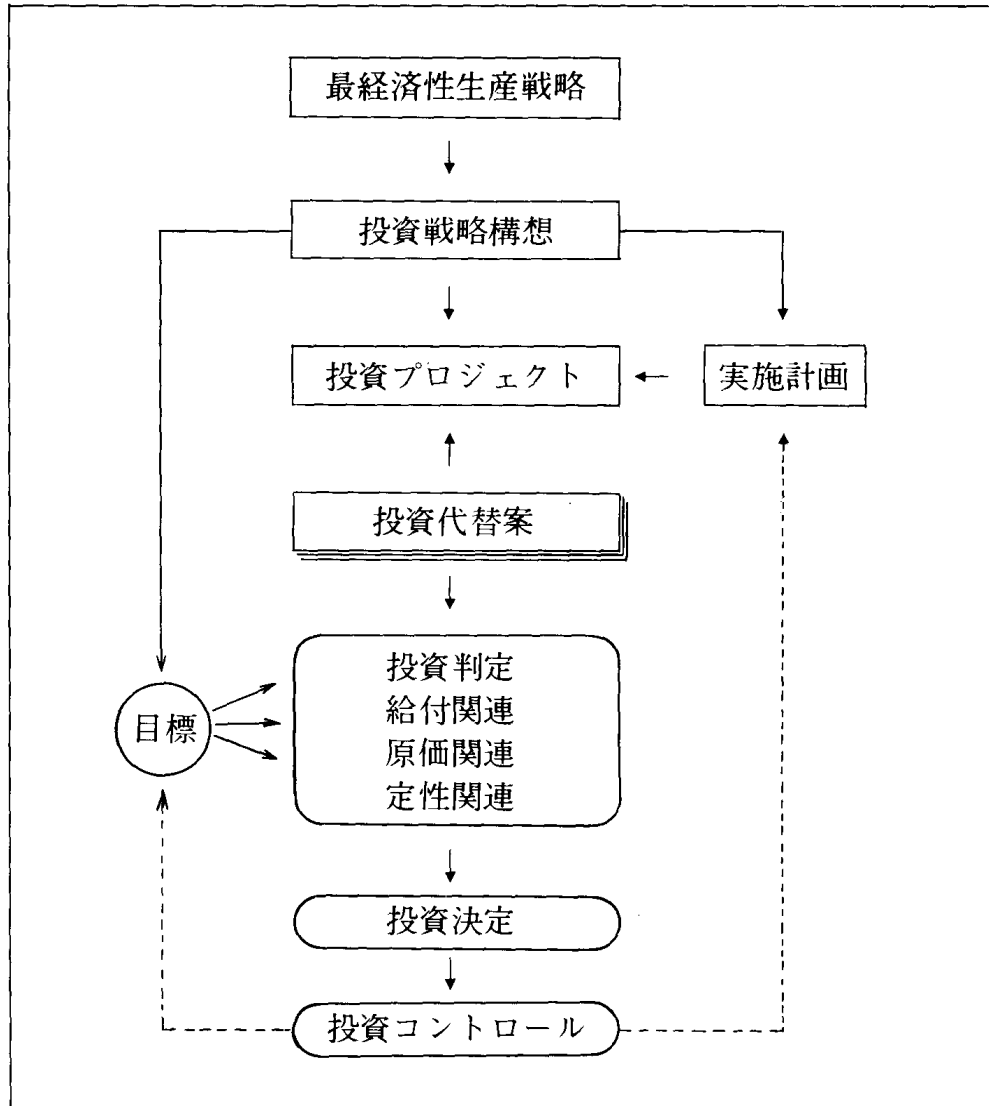 最経済性生産戦略
投資戦略構想
投資プロジェクト
実施計画
投資代替案
目標
投資判定
給付関連
原価関連
定性関連
投資決定
投資コントロール